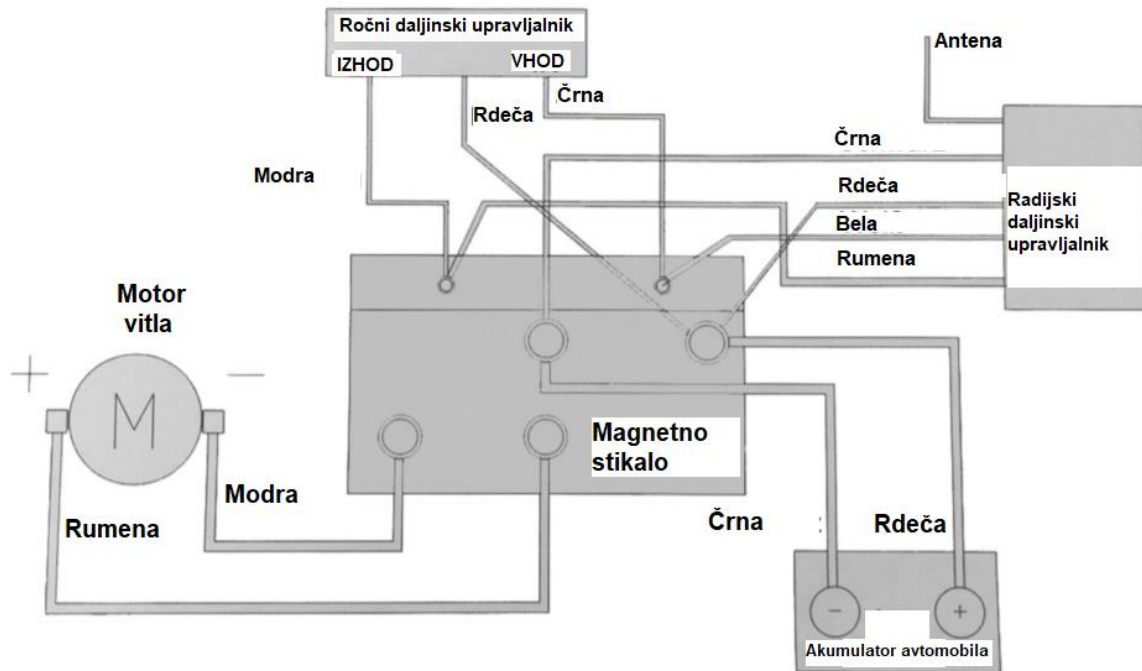 Ročni daljinski upravljalnik
IZHOD
VHOD
Antena
Rdeča
Črna
Črna
Modra
Rdeča
Bela
Rumena
Radijski
daljinski
upravljalnik
Motor
vitla
+
—
M
Magnetno
stikalo
Modra
Rumena
Črna
Rdeča
−
+
Akumulator avtomobila